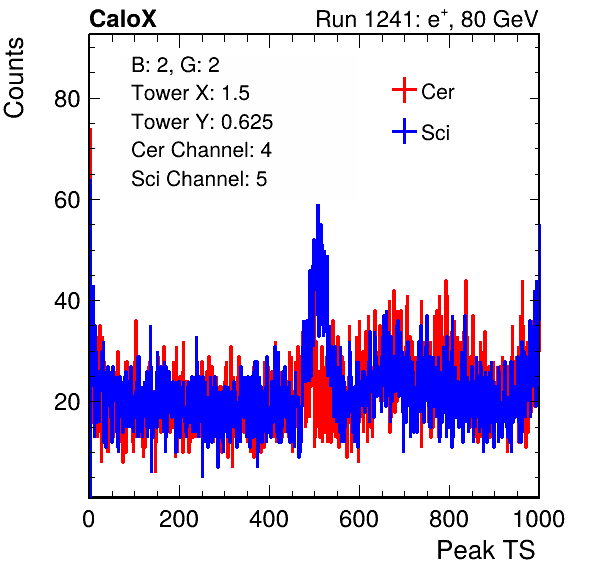 CaloX Run 1241: e⁺, 80 GeV
Counts
B: 2, G: 2
Tower X: 1.5
Tower Y: 0.625
Cer Channel: 4
Sci Channel: 5
Cer
Sci
80
60
40
20
0 200 400 600 800 1000
Peak TS